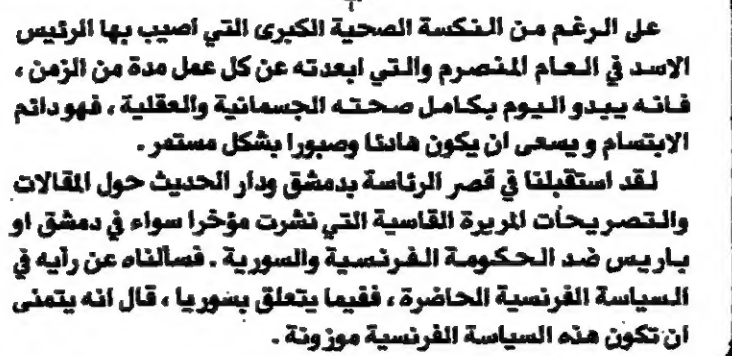 على الرغم من النكسة الصحية الكبرى التي اصيب بها الرئيس
الاسد في العام المنصرم والتي ابعدته عن كل عمل مدة من الزمن ،
فانه يبدو اليوم بكامل صحته الجسمانية والعقلية ، فهو دائم
الابتسام و يسعى ان يكون هادئا وصبورا بشكل مستمر .
لقد استقبلنا في قصر الرئاسة بدمشق ودار الحديث حول المقالات
والتصريحات المريرة القاسية التي نشرت مؤخرا سواء في دمشق او
باريس ضد الحكومة الفرنسية والسورية . فسألناه عن رأيه في
السياسة الفرنسية الحاضرة ، ففيما يتعلق بسوريا ، قال انه يتمنى
ان تكون هذه السياسة الفرنسية موزونة .